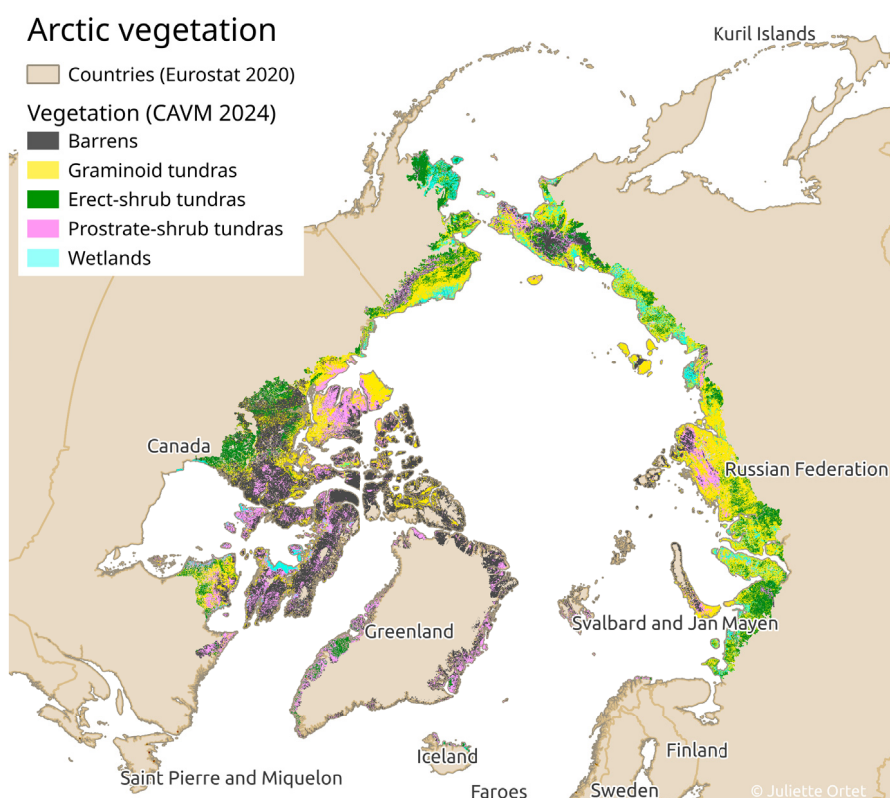 Arctic vegetation
Kuril Islands
Countries (Eurostat 2020)
Vegetation (CAVM 2024)
Barrens
Graminoid tundras
Erect-shrub tundras
Prostrate-shrub tundras
Wetlands
Canada
Russian Federation
Svalbard and Jan Mayen
Greenland
Iceland
Finland
Saint Pierre and Miquelon
Faroes
Sweden
© Juliette Ortet